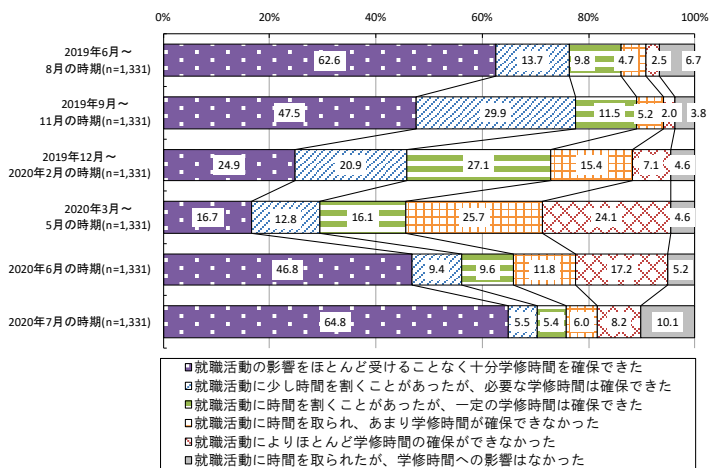 0% 20% 40% 60% 80% 100%
2019年6月～
8月の時期(n=1,331)
62.6 13.7 9.8 4.7 2.5 6.7
2019年9月～
11月の時期(n=1,331)
47.5 29.9 11.5 5.2 2.0 3.8
2019年12月～
2020年2月の時期(n=1,331)
24.9 20.9 27.1 15.4 7.1 4.6
2020年3月～
5月の時期(n=1,331)
16.7 12.8 16.1 25.7 24.1 4.6
2020年6月の時期(n=1,331)
46.8 9.4 9.6 11.8 17.2 5.2
2020年7月の時期(n=1,331)
64.8 5.5 5.4 6.0 8.2 10.1
就職活動の影響をほとんど受けることなく十分学修時間を確保できた
就職活動に少し時間を割くことがあったが、必要な学修時間は確保できた
就職活動に時間を割くことがあったが、一定の学修時間は確保できた
就職活動に時間を取られ、あまり学修時間が確保できなかった
就職活動によりほとんど学修時間の確保ができなかった
就職活動に時間を取られたが、学修時間への影響はなかった